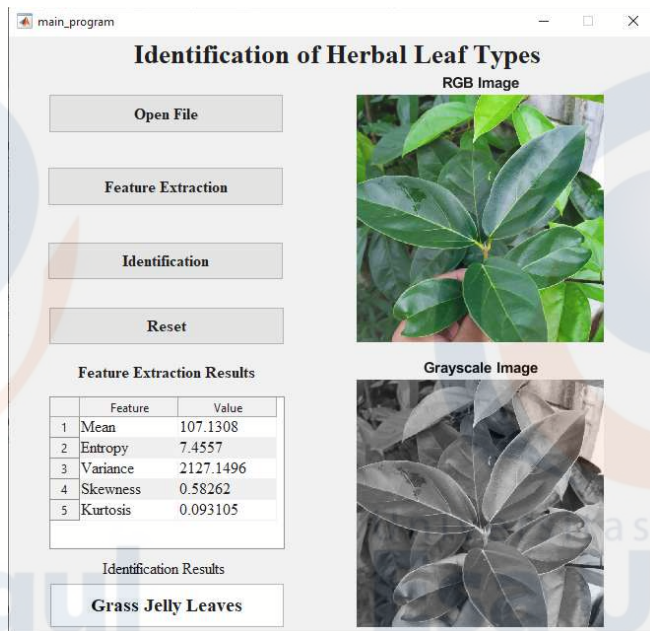 main_program
Identification of Herbal Leaf Types
Open File
Feature Extraction
Identification
Reset
Feature Extraction Results
Feature Value
1 Mean 107.1308
2 Entropy 7.4557
3 Variance 2127.1496
4 Skewness 0.58262
5 Kurtosis 0.093105
Identification Results
Grass Jelly Leaves
RGB Image
Grayscale Image